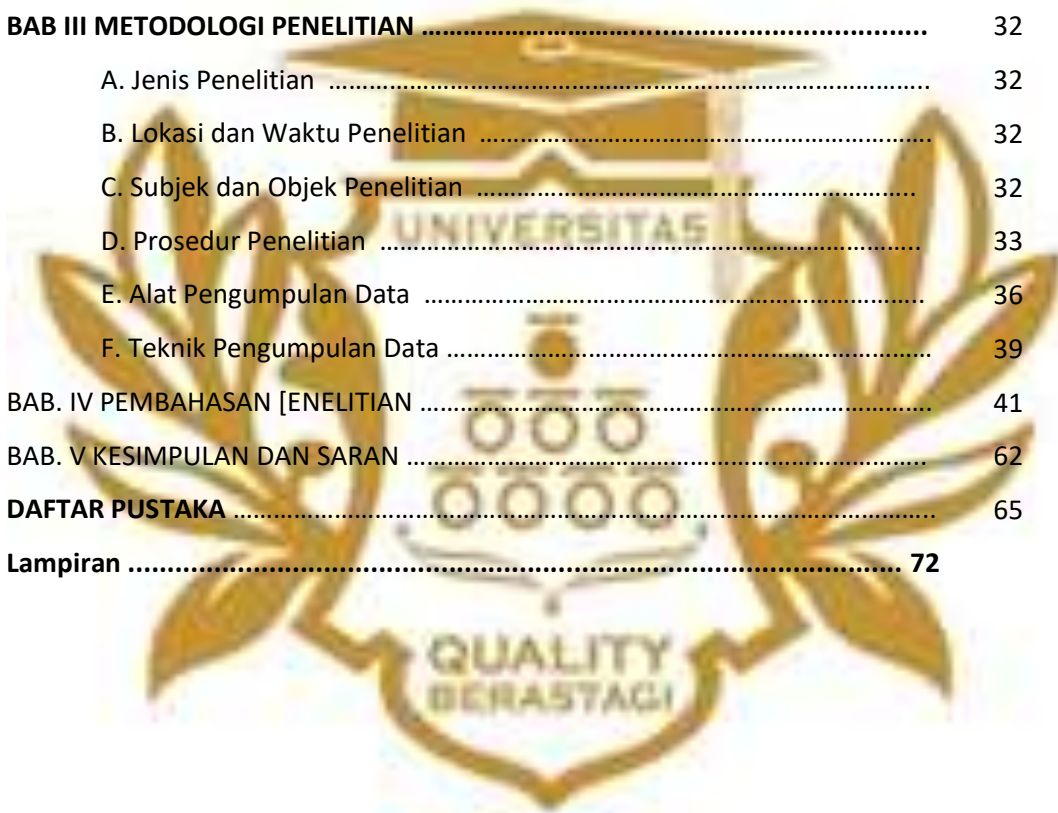 BAB III METODOLOGI PENELITIAN ................................................................ 32
A. Jenis Penelitian ................................................................................ 32
B. Lokasi dan Waktu Penelitian ............................................................ 32
C. Subjek dan Objek Penelitian .......................................................... 32
D. Prosedur Penelitian ........................................................................ 33
E. Alat Pengumpulan Data .................................................................. 36
F. Teknik Pengumpulan Data ................................................................ 39
BAB. IV PEMBAHASAN [ENELITIAN .................................................................... 41
BAB. V KESIMPULAN DAN SARAN ..................................................................... 62
DAFTAR PUSTAKA ............................................................................................. 65
Lampiran .................................................................................................. 72
UNIVERSITAS
QUALITY
BERASTAGI